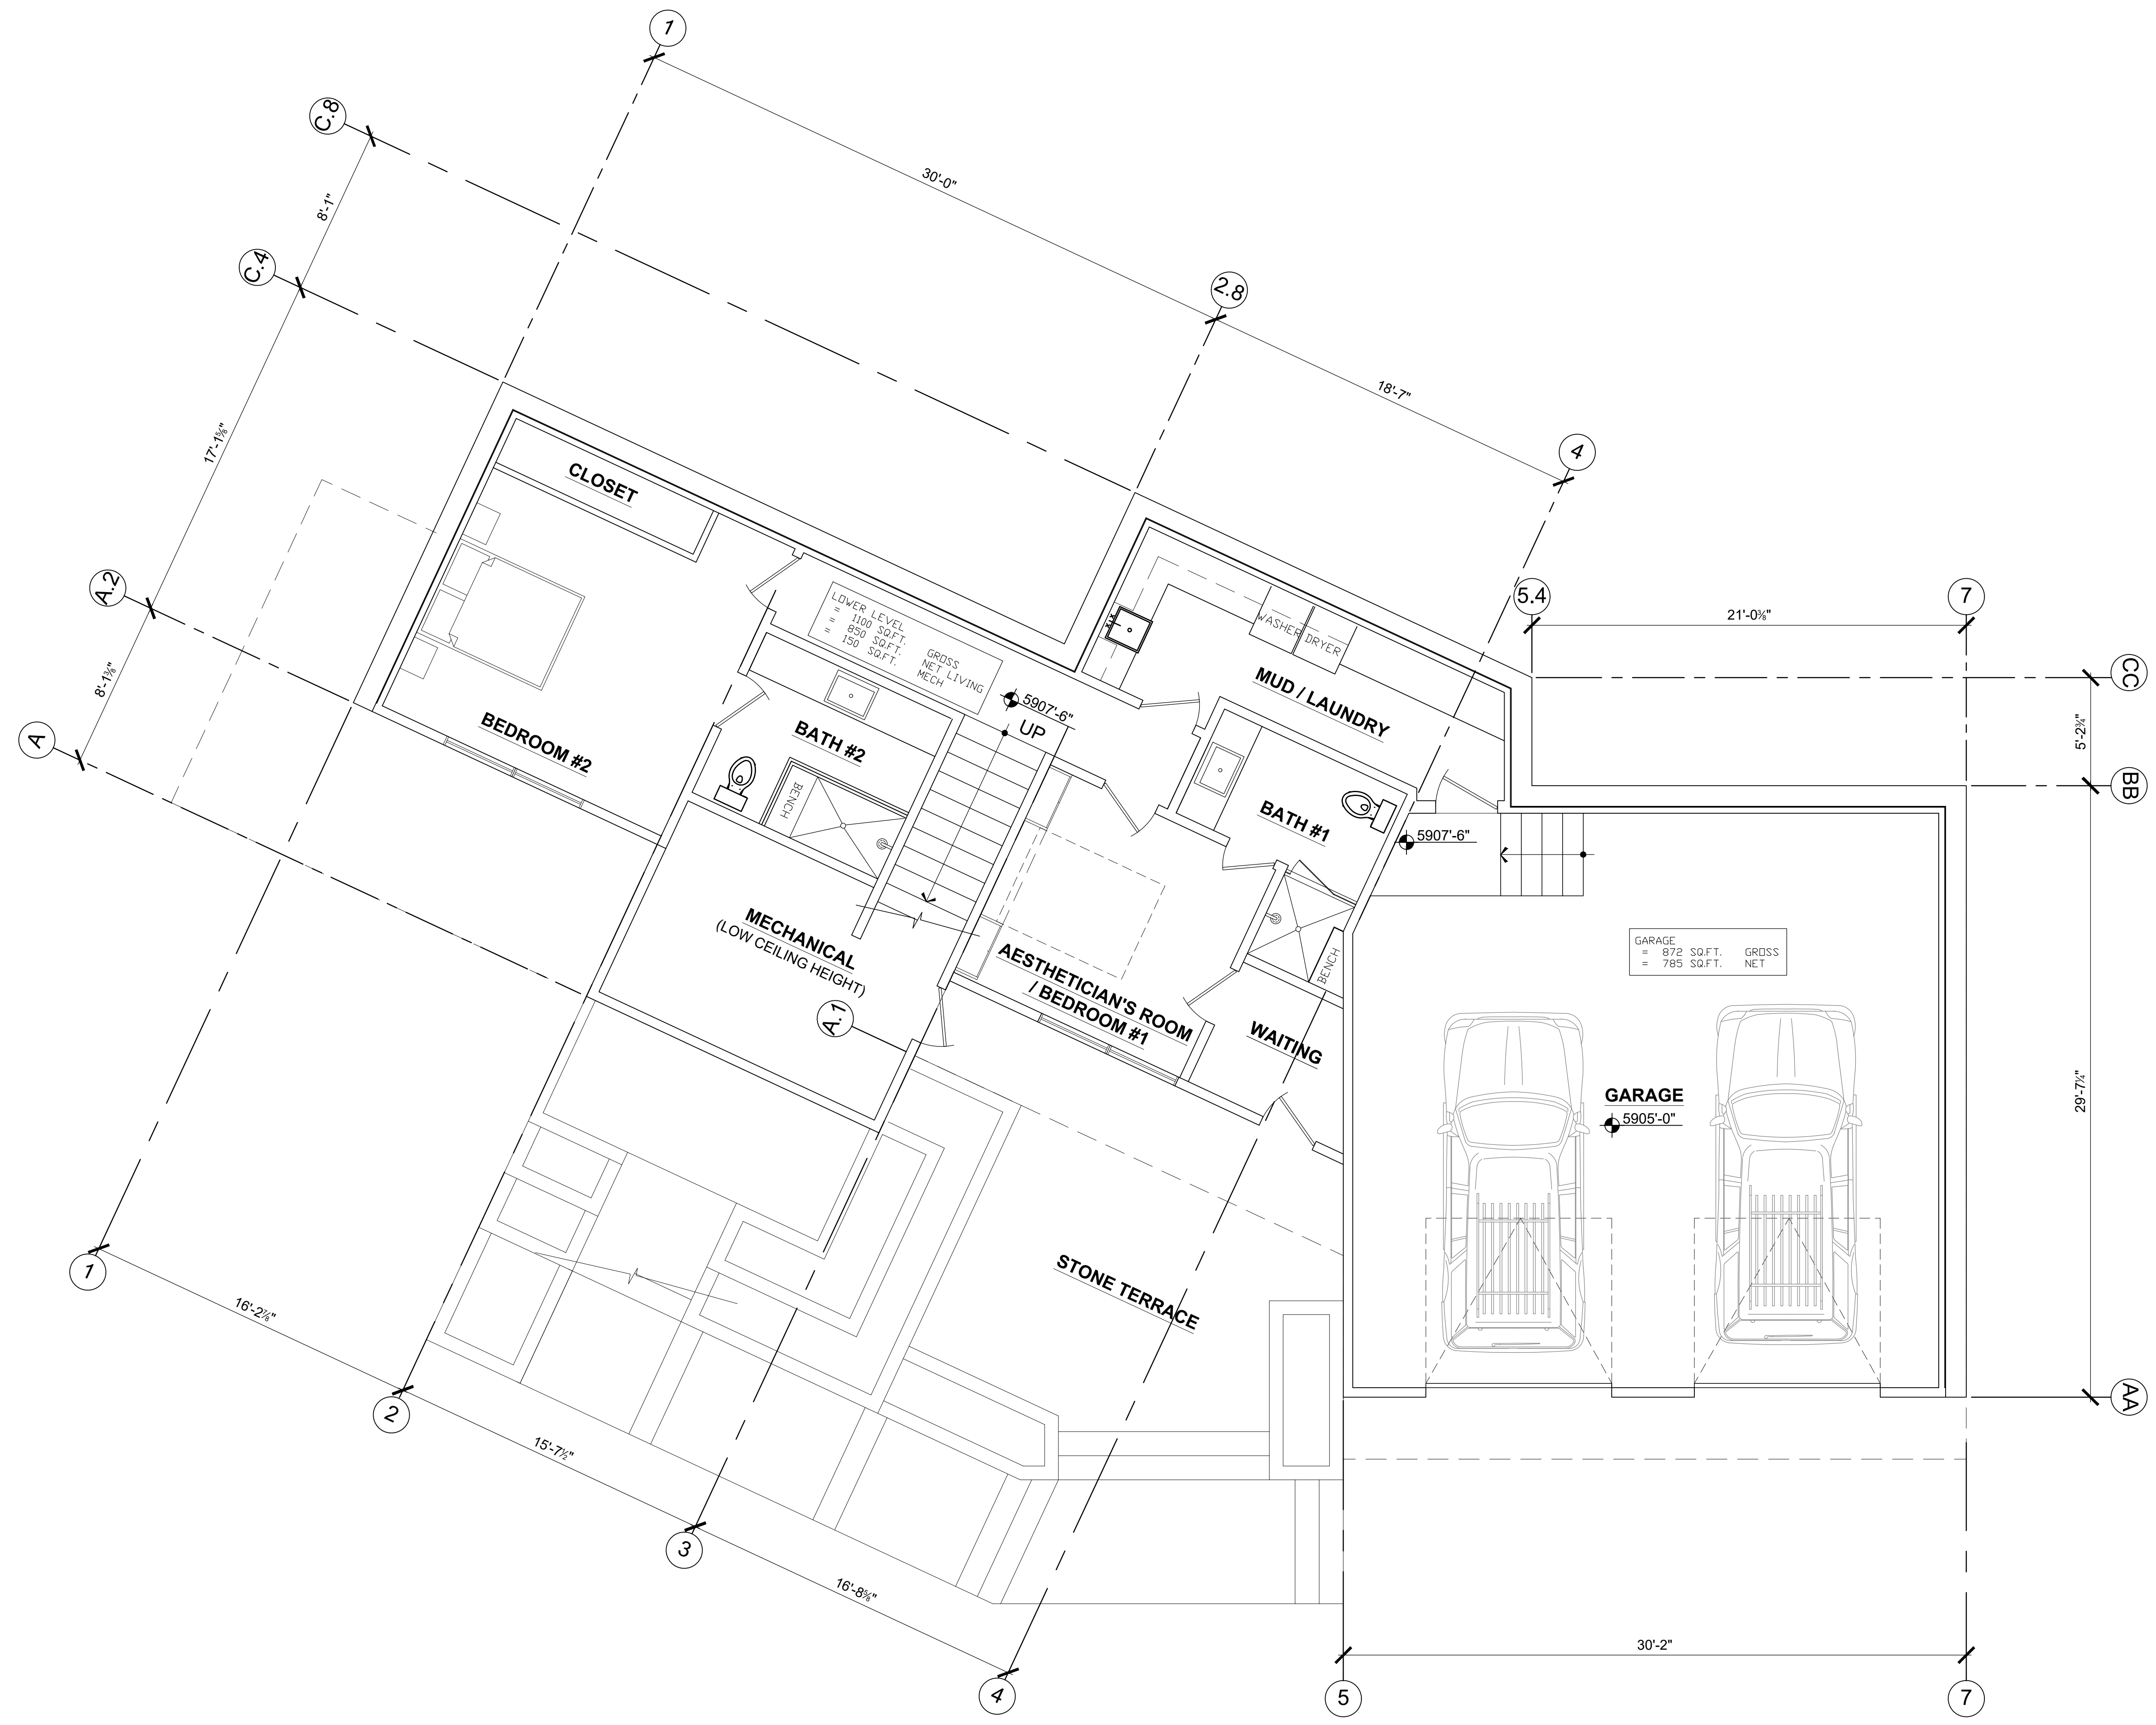 1
C.8
30'-0"
8'-1"
C.4
2.8
18'-7"
17'-1⅝"
4
CLOSET
A.2
5.4
7
21'-0⅜"
LOWER LEVEL
= 1100 SQ.FT. GROSS
= 850 SQ.FT. NET LIVING
= 150 SQ.FT. MECH
WASHER
DRYER
CC
8'-1⅜"
MUD / LAUNDRY
5907'-6"
UP
A
BEDROOM #2
BATH #2
5'-2¾"
BB
BENCH
BATH #1
5907'-6"
MECHANICAL
(LOW CEILING HEIGHT)
AESTHETICIAN'S ROOM
/ BEDROOM #1
BENCH
GARAGE
= 872 SQ.FT. GROSS
= 785 SQ.FT. NET
A.1
WAITING
GARAGE
5905'-0"
29'-7¼"
STONE TERRACE
1
16'-2⅞"
AA
2
15'-7½"
3
16'-8⅝"
4
30'-2"
5
7